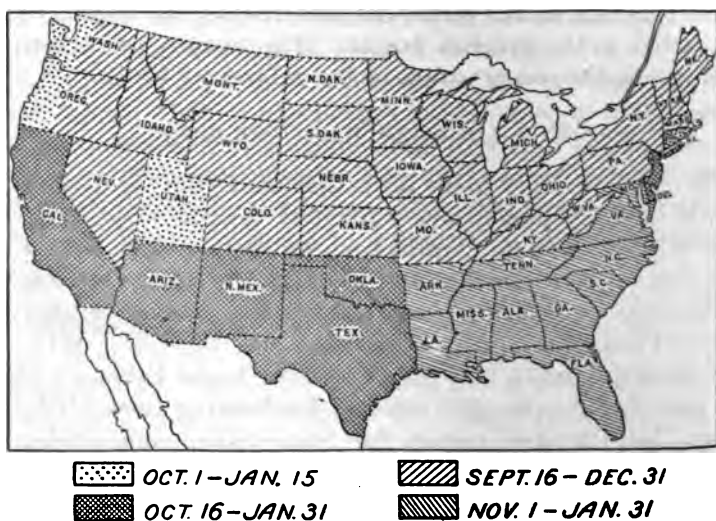 WASH.
OREG.
CAL.
NEV.
IDAHO.
MONT.
WYO.
UTAH.
COLO.
ARIZ.
N.MEX.
N.DAK.
S.DAK.
NEBR.
KANS.
OKLA.
TEX.
MINN.
IOWA.
MO.
ARK.
LA.
WIS.
ILL.
MICH.
IND.
OHIO.
KY.
TENN.
MISS.
ALA.
GA.
FLA.
S.C.
N.C.
VA.
W.VA.
PA.
N.Y.
ME.
OCT. 1–JAN. 15
SEPT. 16–DEC. 31
OCT. 16–JAN. 31
NOV. 1–JAN. 31